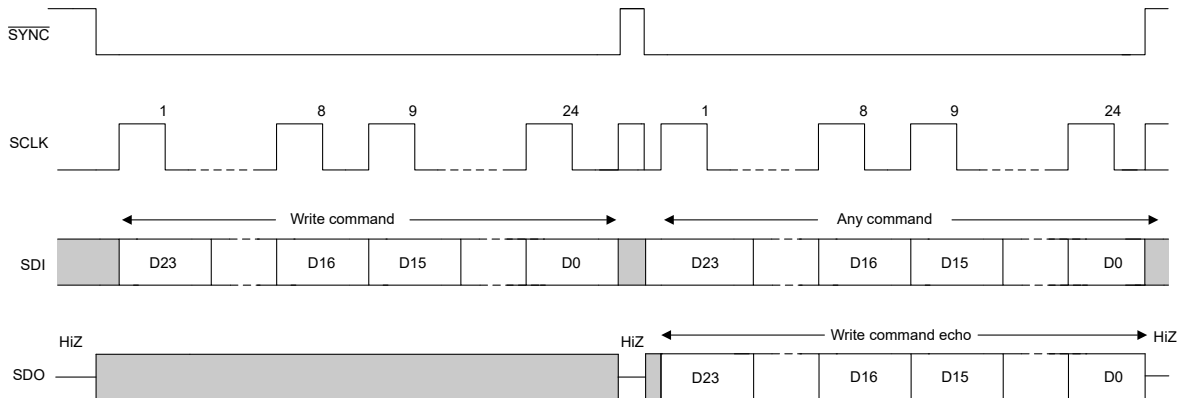 SYNC
1 8 9 24 1 8 9 24
SCLK
Write command Any command
SDI D23 D16 D15 D0 D23 D16 D15 D0
HiZ HiZ Write command echo HiZ
SDO D23 D16 D15 D0